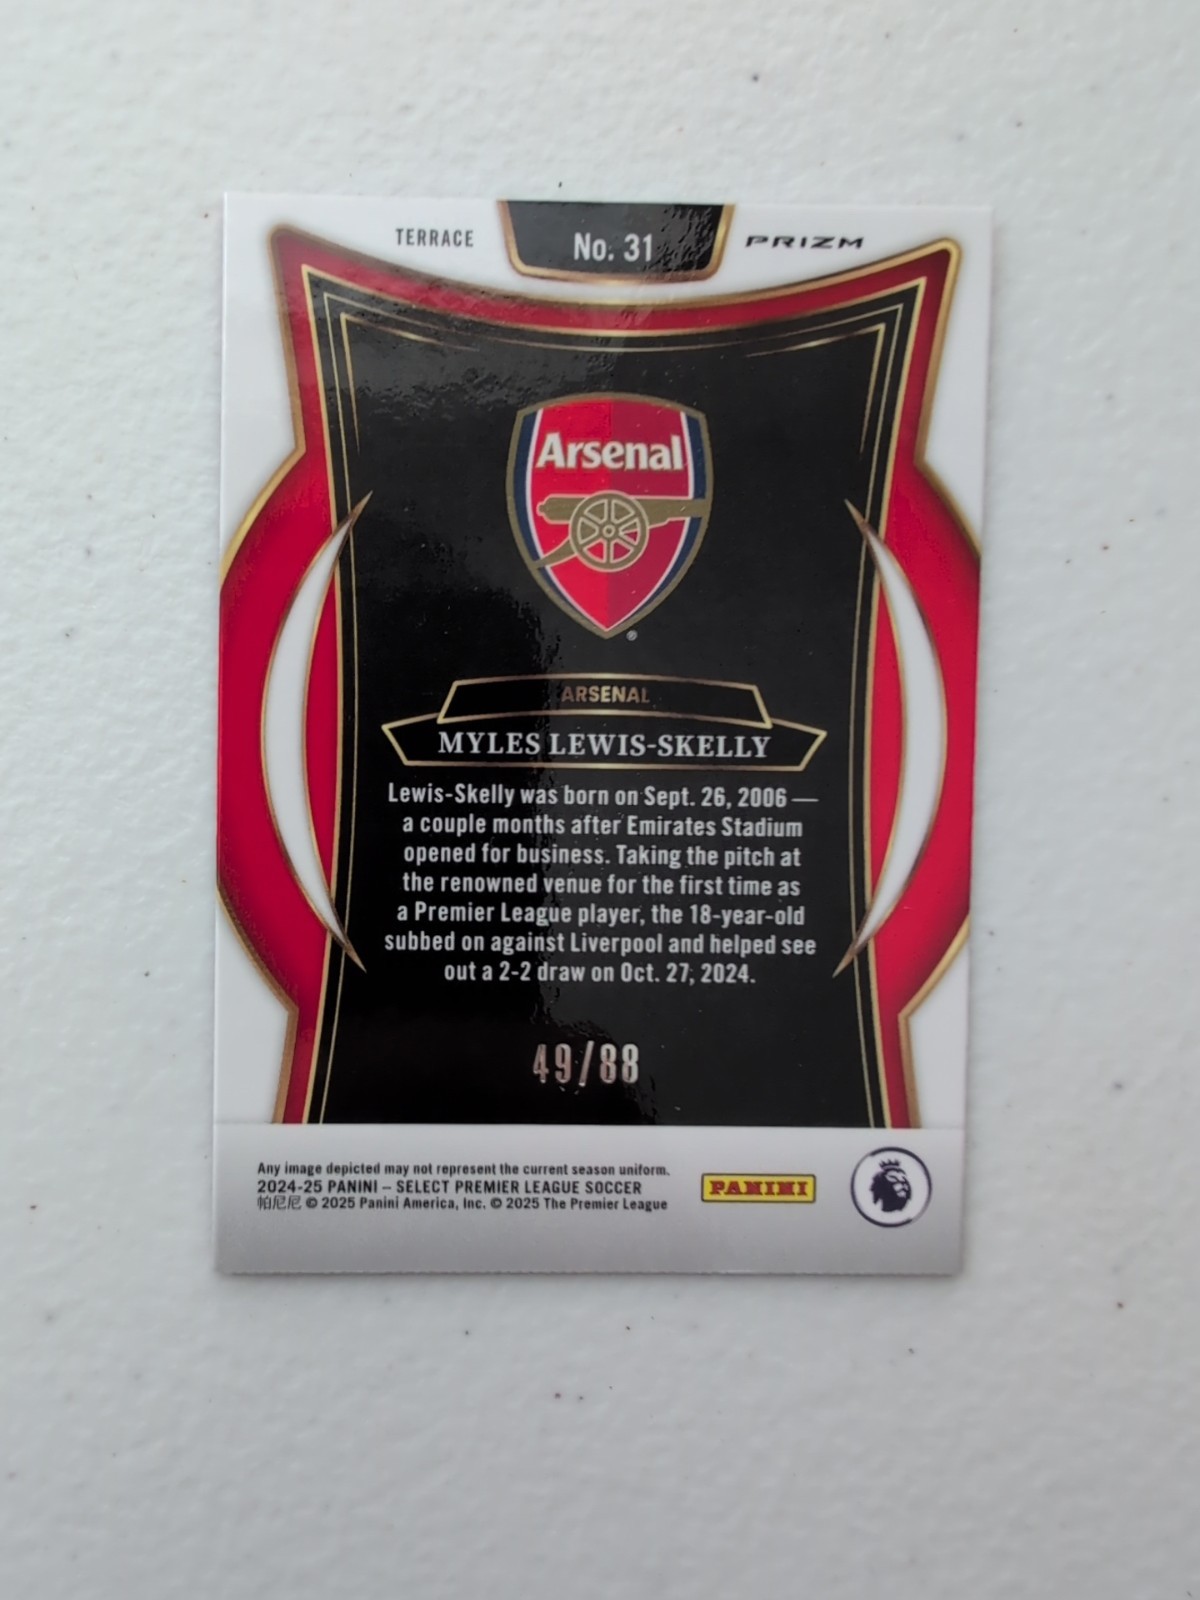 TERRACE No. 31 PRIZM
Arsenal
®
ARSENAL
MYLES LEWIS-SKELLY
Lewis-Skelly was born on Sept. 26, 2006 —
a couple months after Emirates Stadium
opened for business. Taking the pitch at
the renowned venue for the first time as
a Premier League player, the 18-year-old
subbed on against Liverpool and helped see
out a 2-2 draw on Oct. 27, 2024.
49/88
Any image depicted may not represent the current season uniform.
2024-25 PANINI – SELECT PREMIER LEAGUE SOCCER
帕尼尼 © 2025 Panini America, Inc. © 2025 The Premier League
PANINI